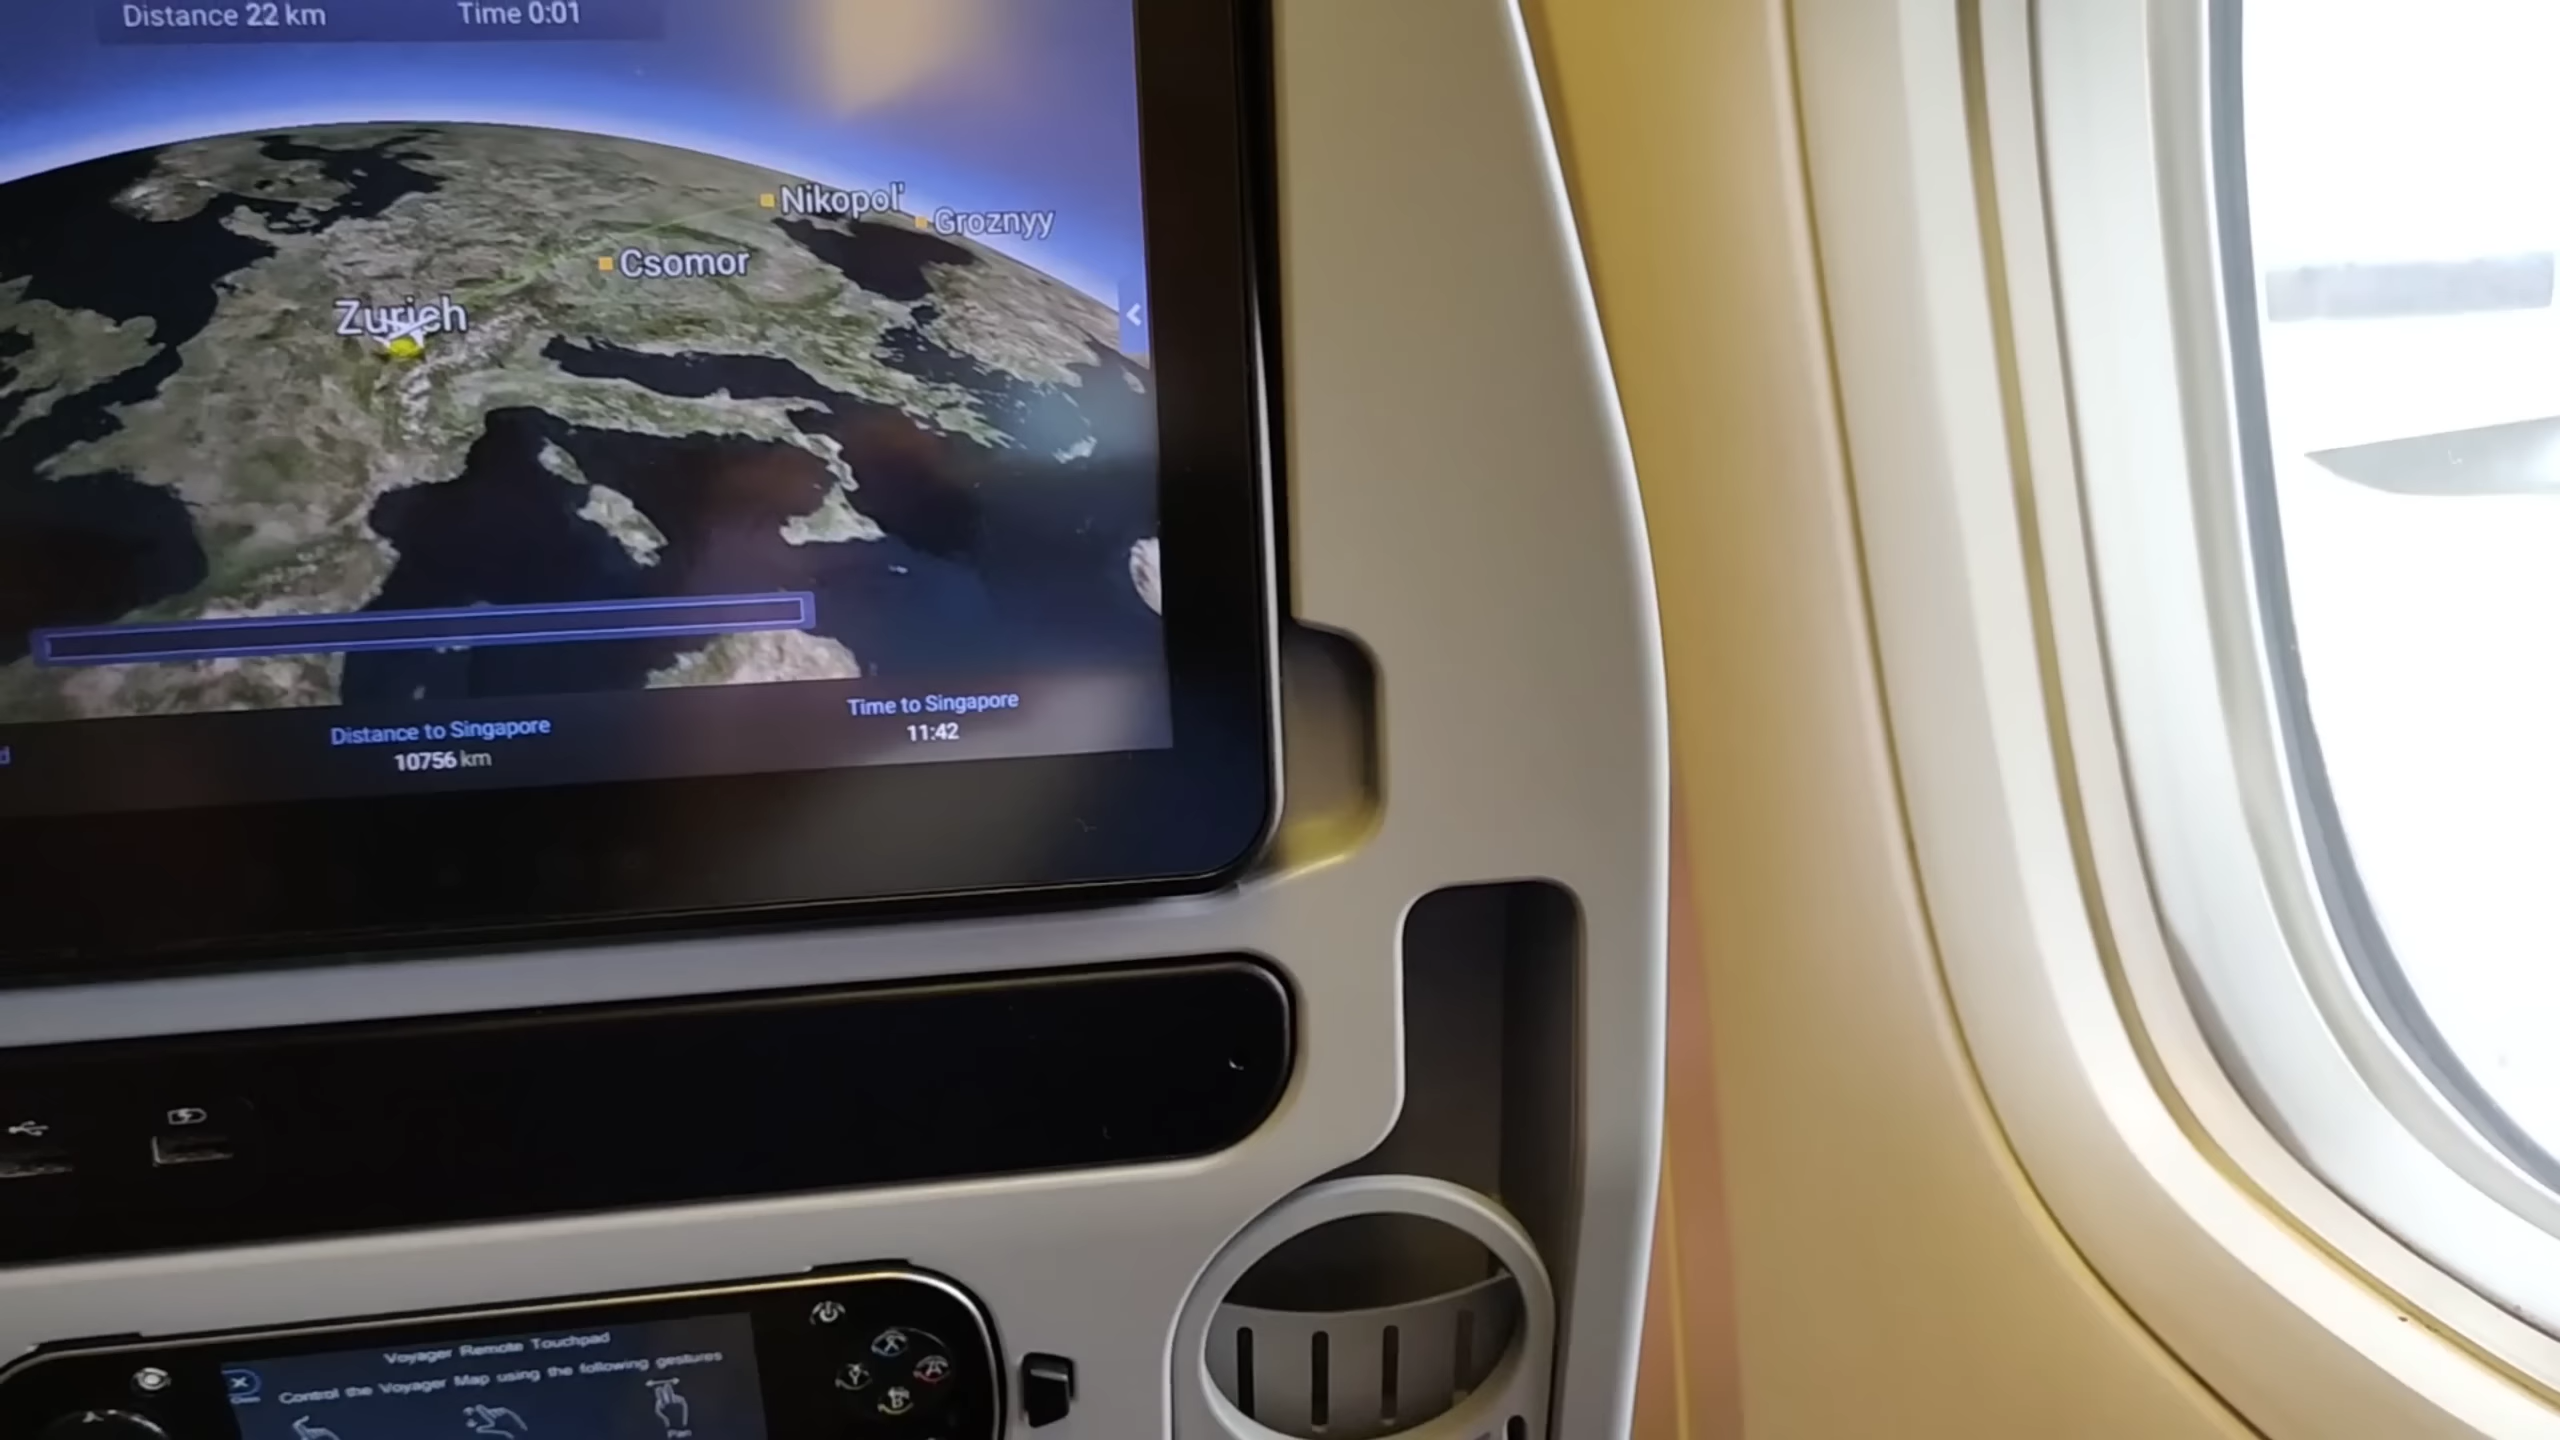 Distance 22 km
Time 0:01
Nikopol'
Groznyy
Csomor
Zurich
Distance to Singapore
10756 km
Time to Singapore
11:42
Voyager Remote Touchpad
Control the Voyager Map using the following gestures
Pan
X
Y
A
B